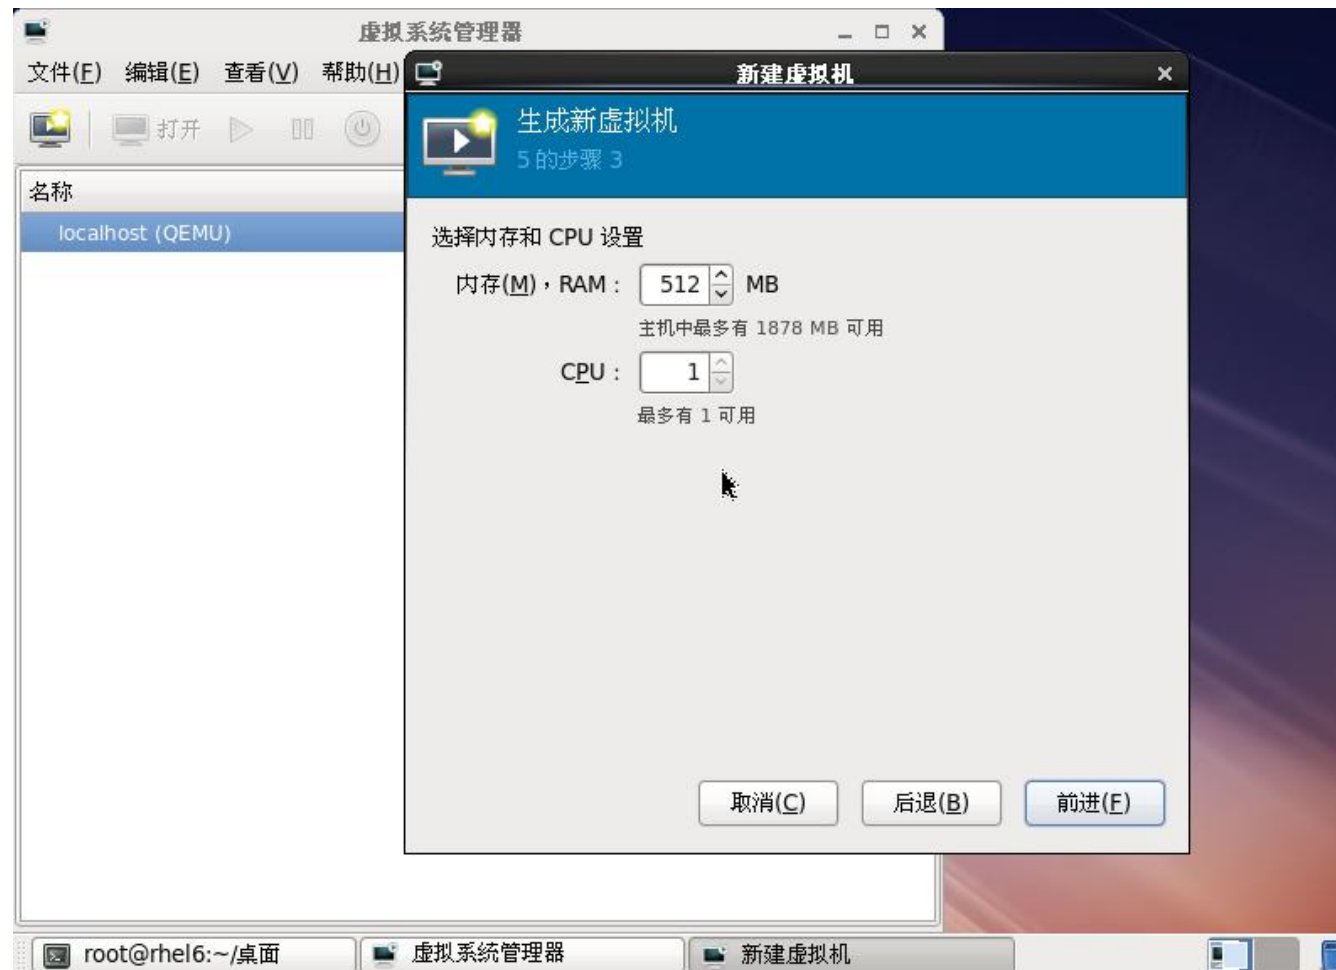 虚拟系统管理器
文件(F) 编辑(E) 查看(V) 帮助(H)
打开
名称
localhost (QEMU)
新建虚拟机
生成新虚拟机
5 的步骤 3
选择内存和 CPU 设置
内存(M)，RAM： 512 MB
主机中最多有 1878 MB 可用
CPU： 1
最多有 1 可用
取消(C) 后退(B) 前进(F)
root@rhel6:~/桌面 虚拟系统管理器 新建虚拟机